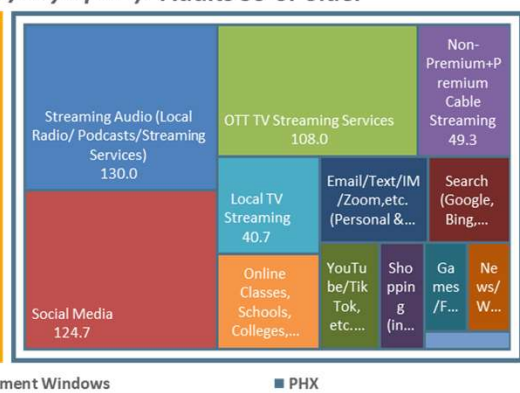 Streaming Audio (Local
Radio/ Podcasts/Streaming
Services)
130.0
Social Media
124.7
OTT TV Streaming Services
108.0
Non-
Premium+P
remium
Cable
Streaming
49.3
Local TV
Streaming
40.7
Online
Classes,
Schools,
Colleges,...
Email/Text/IM
/Zoom,etc.
(Personal &...
Search
(Google,
Bing,...
YouTu
be/Tik
Tok,
etc....
Sho
ppin
g
(in...
Ga
mes
/F...
Ne
ws/
W...
ment Windows
PHX